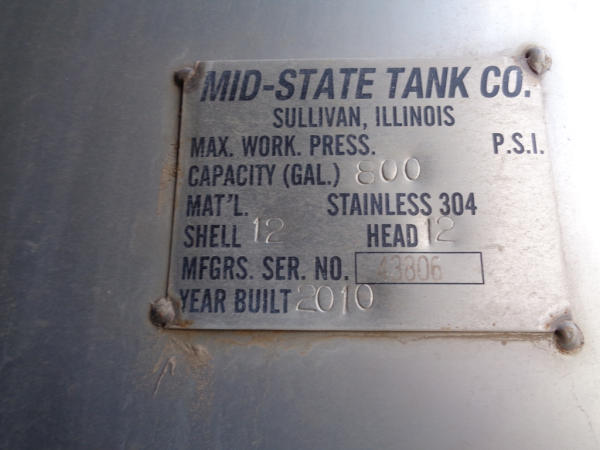 MID-STATE TANK CO.
SULLIVAN, ILLINOIS
MAX. WORK. PRESS. P.S.I.
CAPACITY (GAL.) 800
MAT'L. STAINLESS 304
SHELL 12 HEAD 12
MFGRS. SER. NO. 43806
YEAR BUILT 2010